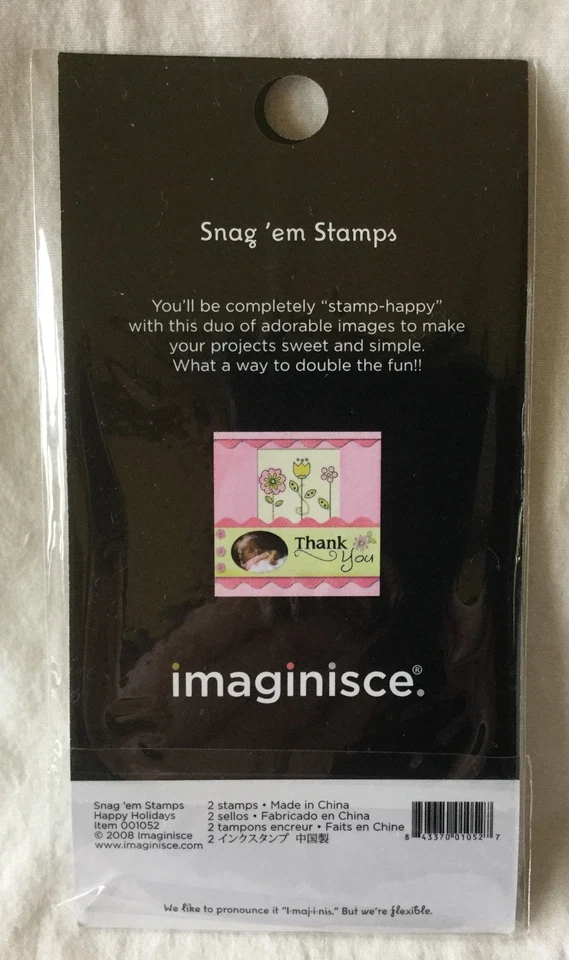 Snag 'em Stamps
You'll be completely “stamp-happy”
with this duo of adorable images to make
your projects sweet and simple.
What a way to double the fun!!
Thank
You
imaginisce®.
Snag 'em Stamps
Happy Holidays
Item 001052
© 2008 imaginisce
www.imaginisce.com
2 stamps • Made in China
2 sellos • Fabricado en China
2 tampons encreur • Faits en Chine
2 インクスタンプ 中国製
8 43370 01052 7
We like to pronounce it “I·maj·i·nis.” But we're flexible.